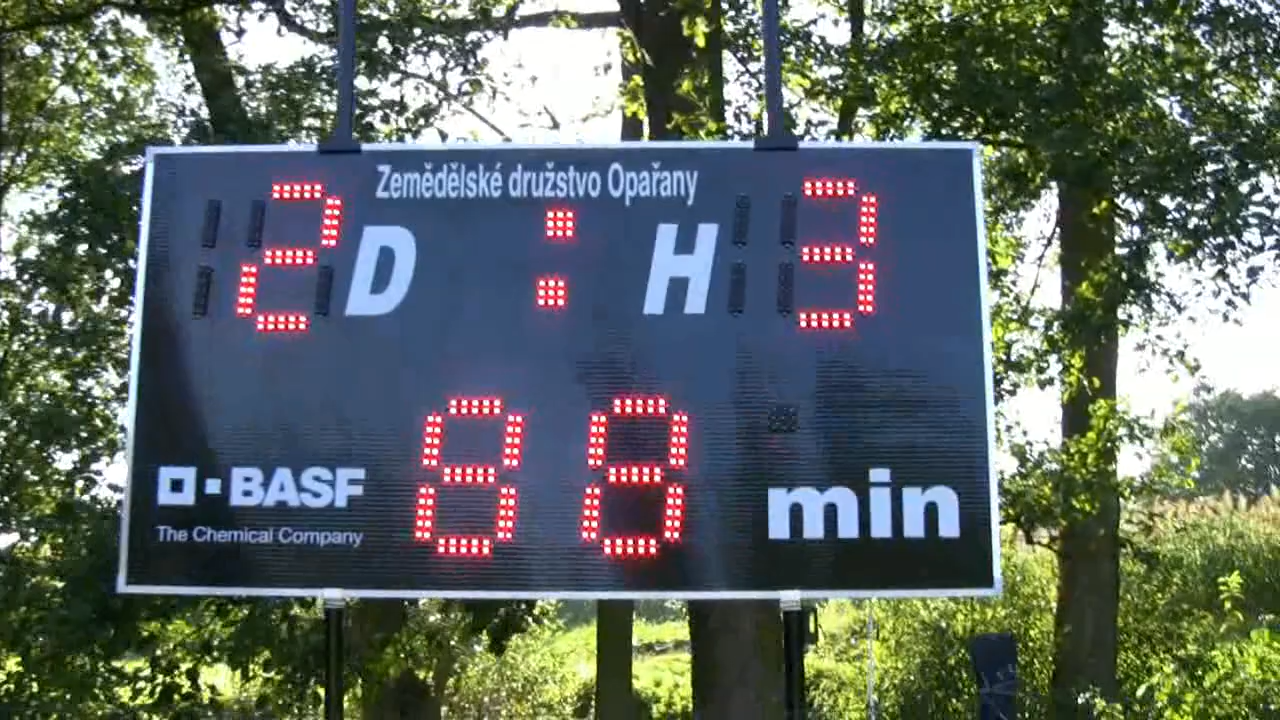 Zemědělské družstvo Opařany
2 D : H 3
88 min
BASF
The Chemical Company